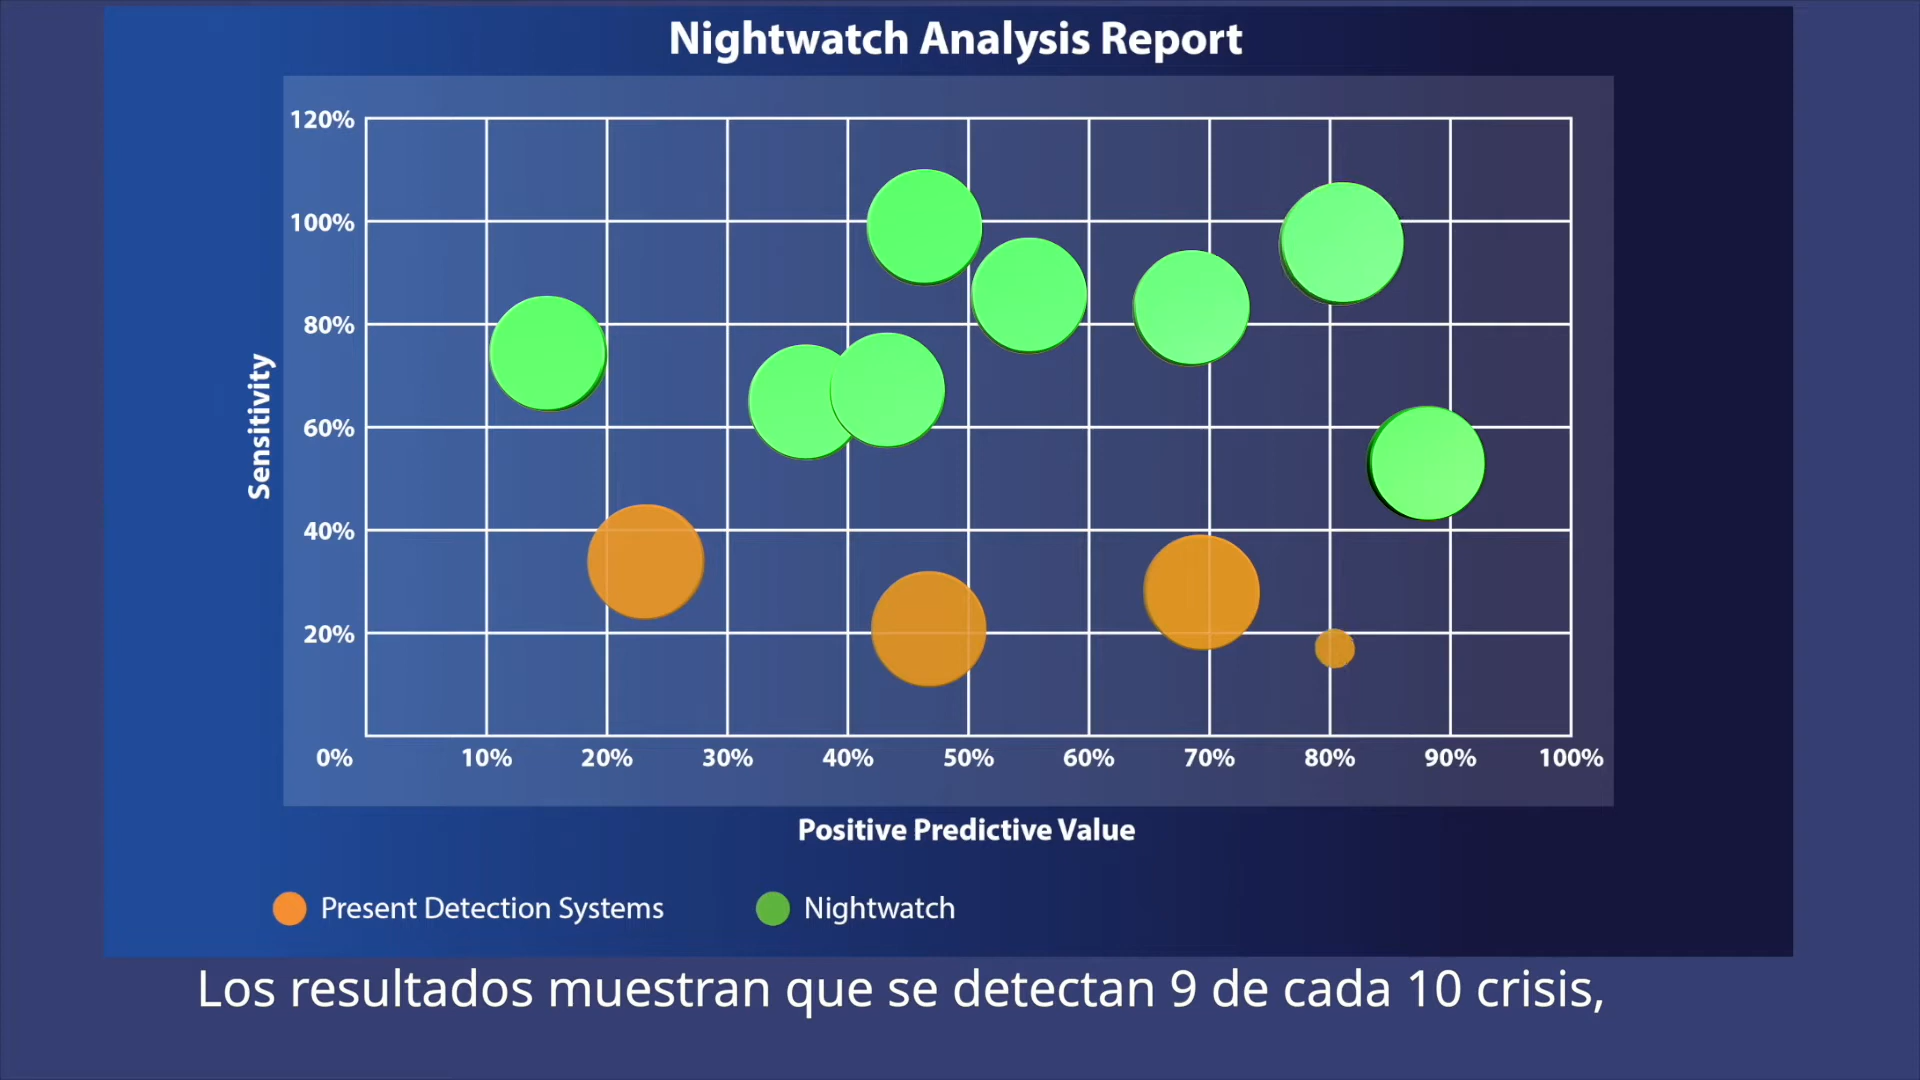 Nightwatch Analysis Report
120%
100%
80%
60%
40%
20%
Sensitivity
0% 10% 20% 30% 40% 50% 60% 70% 80% 90% 100%
Positive Predictive Value
Present Detection Systems
Nightwatch
Los resultados muestran que se detectan 9 de cada 10 crisis,